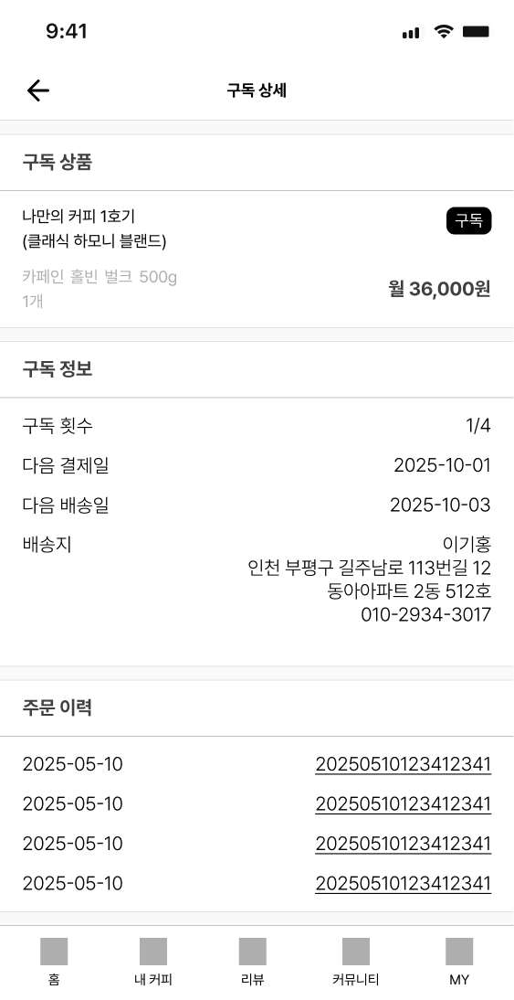 9:41
구독 상세
구독 상품
나만의 커피 1호기
구독
(클래식 하모니 블랜드)
카페인 홀빈 벌크 500g
1개
월 36,000원
구독 정보
구독 횟수 1/4
다음 결제일 2025-10-01
다음 배송일 2025-10-03
배송지 이기홍
인천 부평구 길주남로 113번길 12
동아아파트 2동 512호
010-2934-3017
주문 이력
2025-05-10 20250510123412341
2025-05-10 20250510123412341
2025-05-10 20250510123412341
2025-05-10 20250510123412341
홈 내 커피 리뷰 커뮤니티 MY